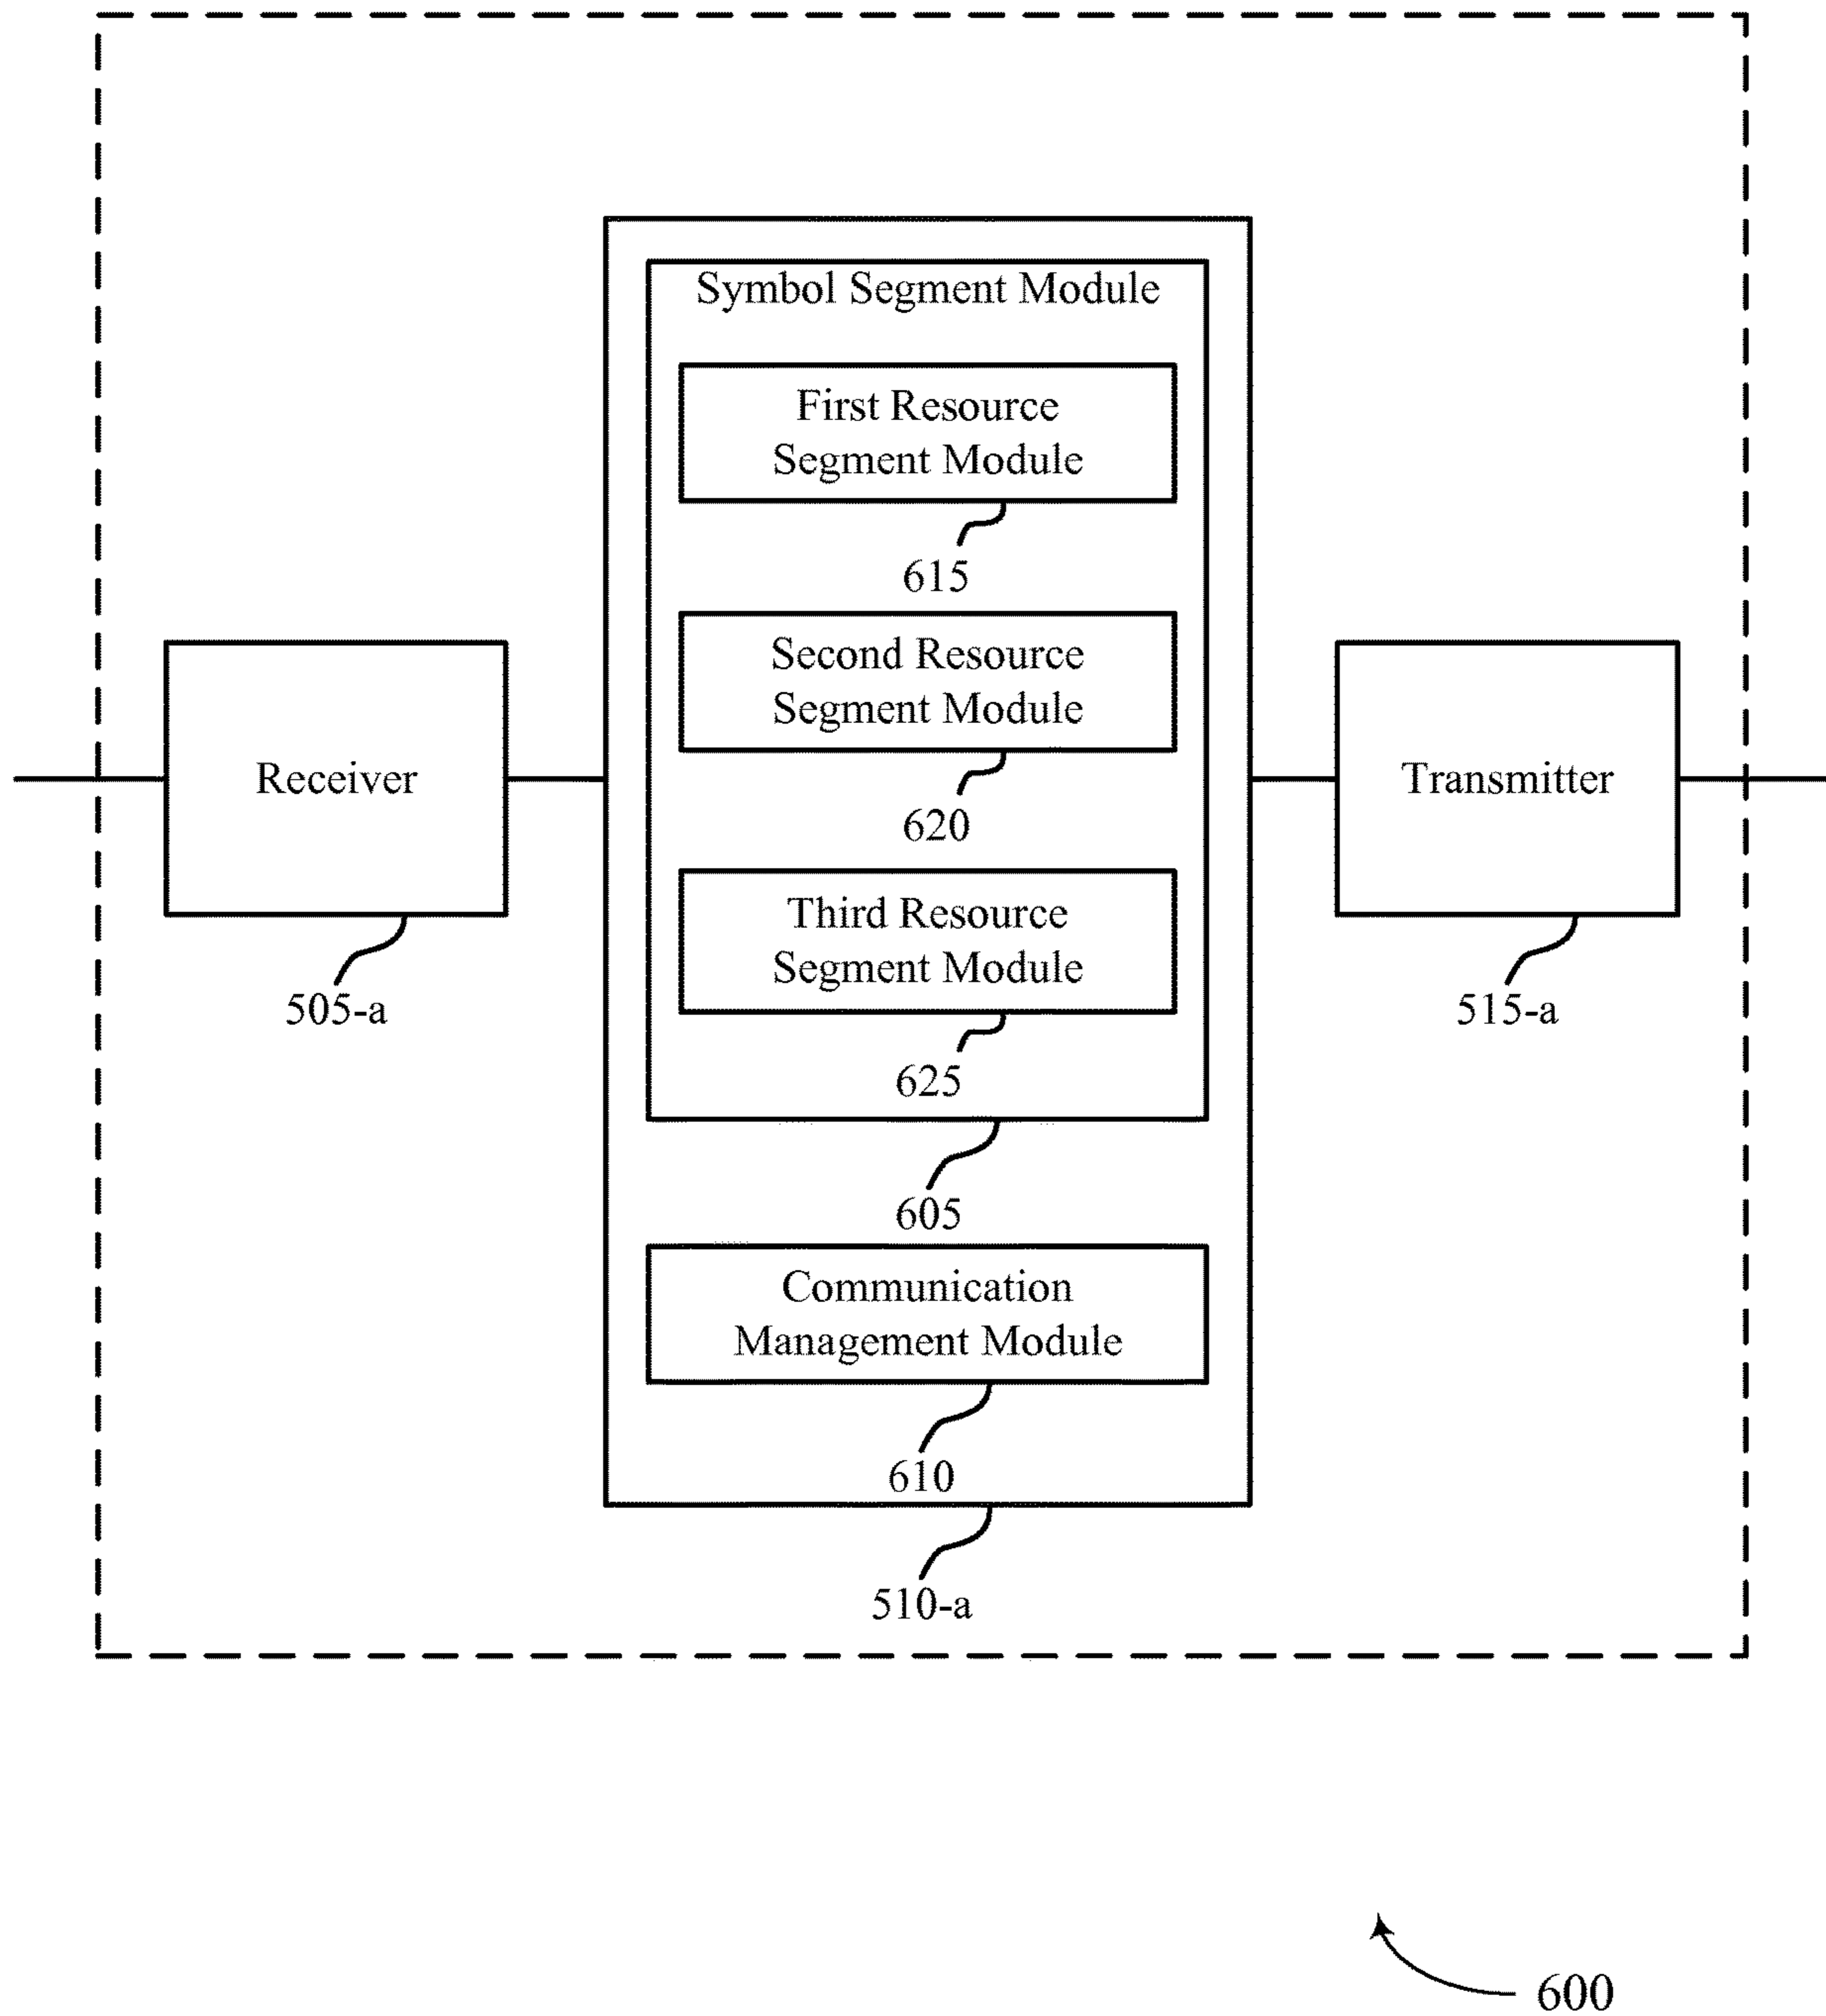 Symbol Segment Module
First Resource
Segment Module
615
Second Resource
Segment Module
620
Third Resource
Segment Module
625
605
Communication
Management Module
610
510-a
Receiver
505-a
Transmitter
515-a
600